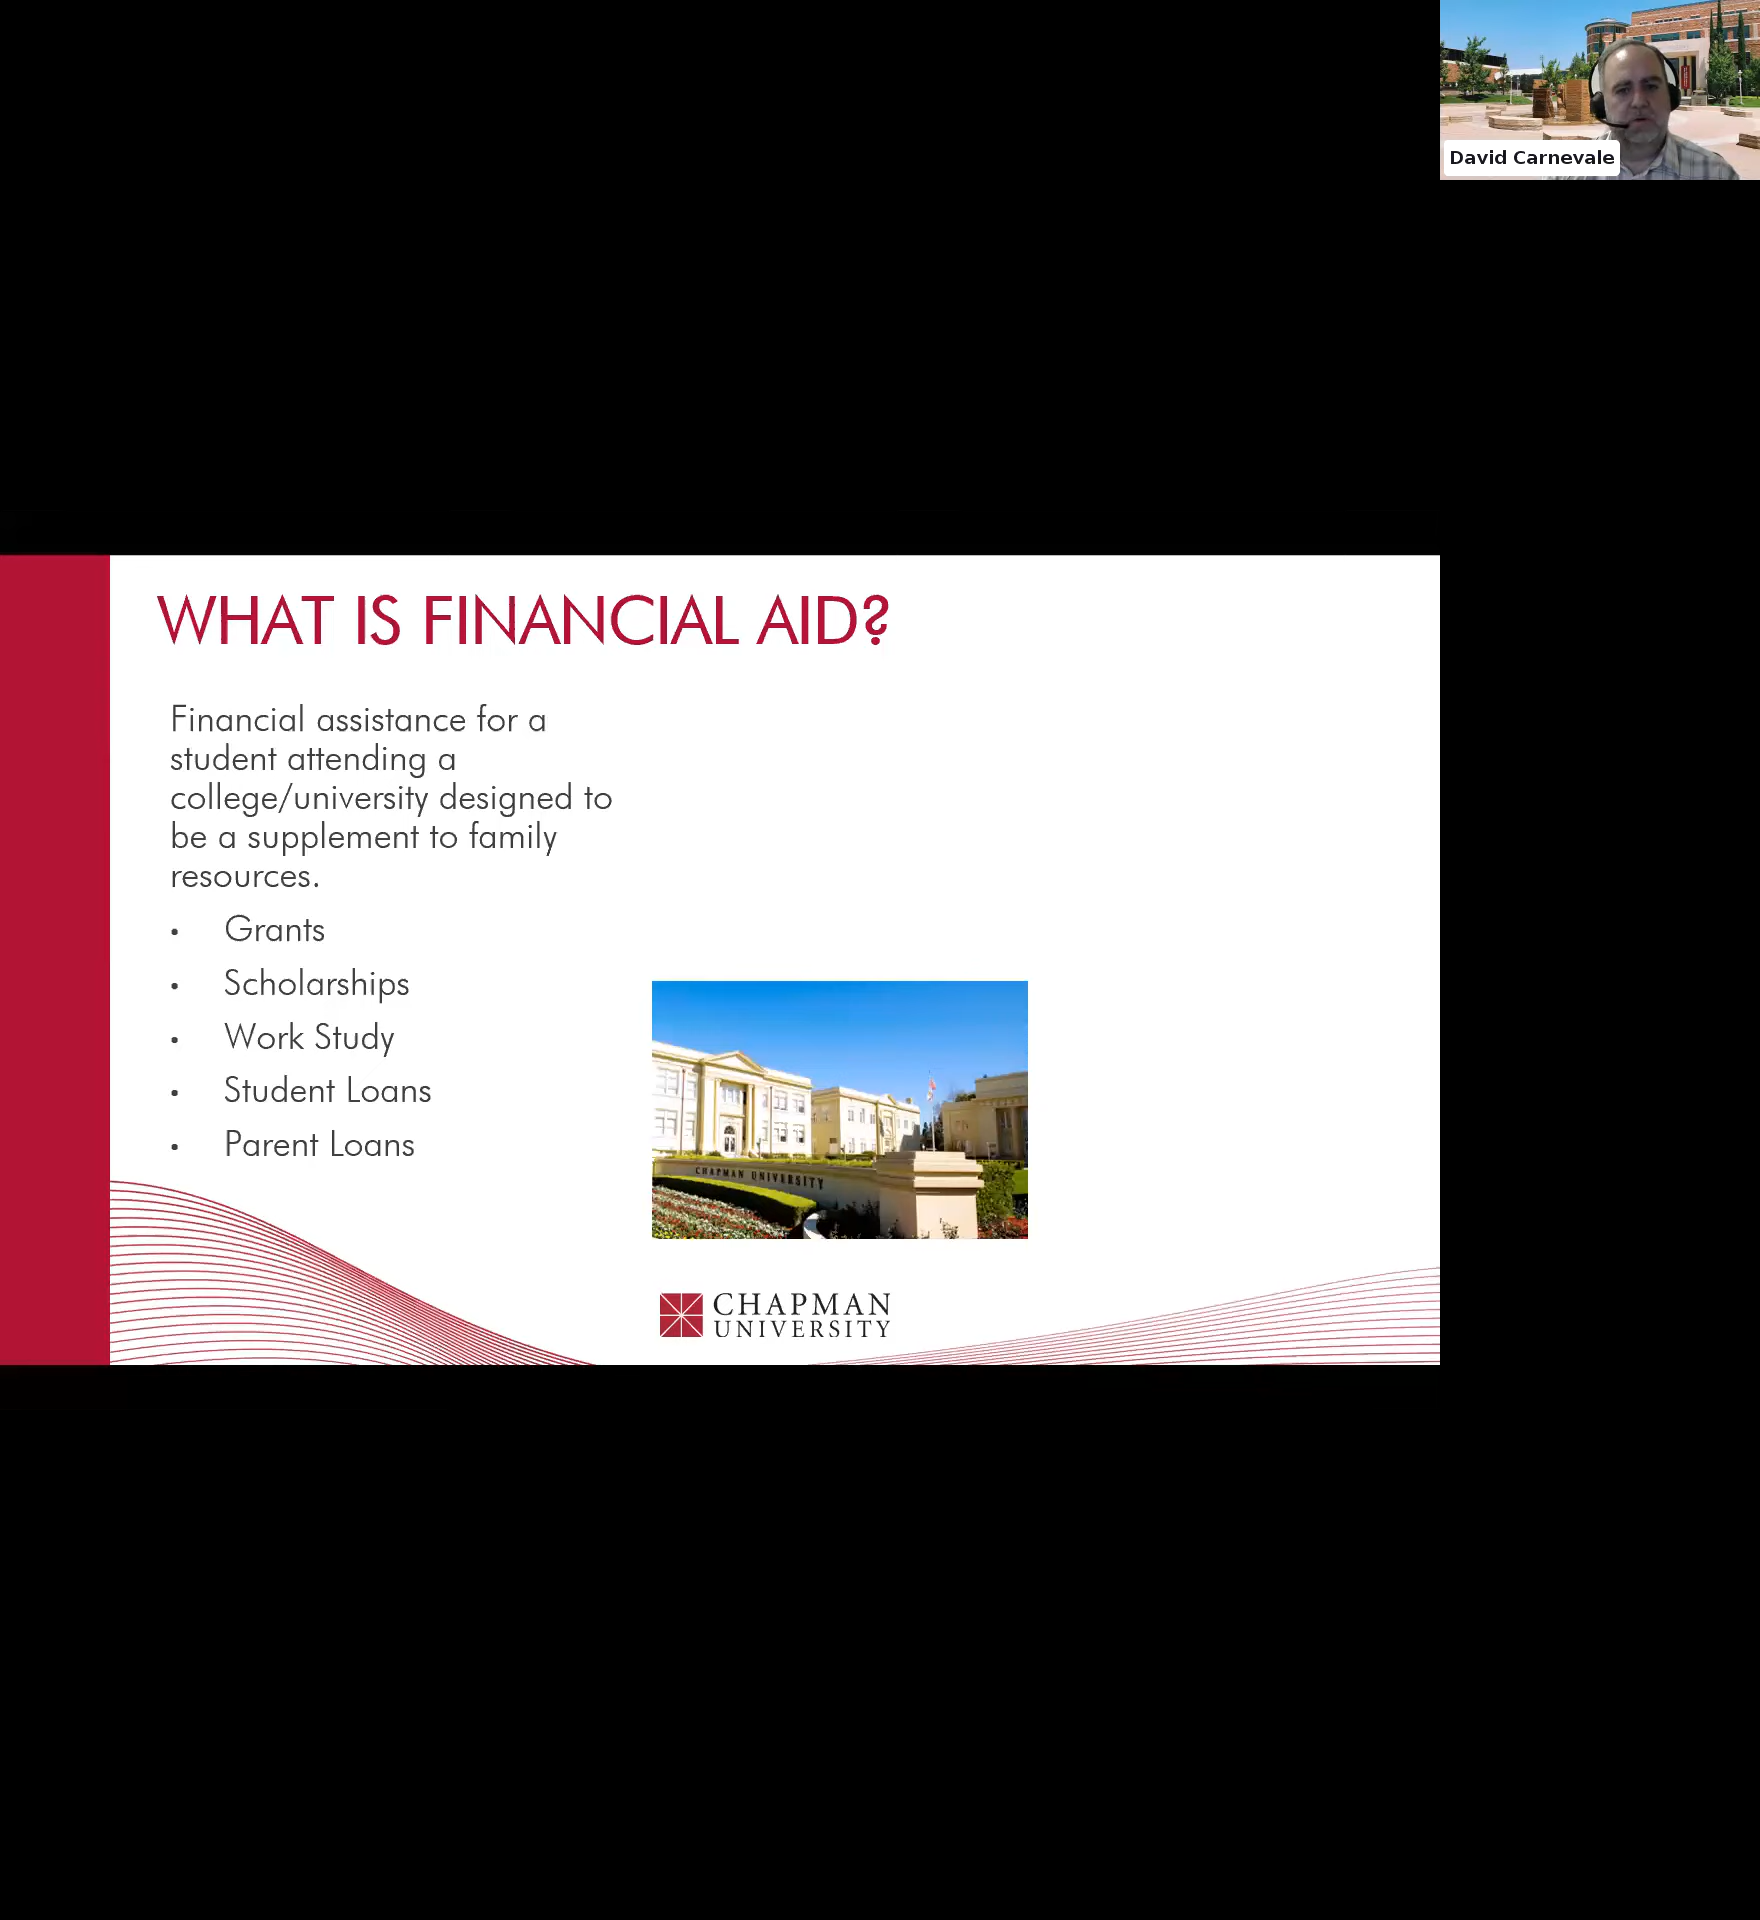 David Carnevale
WHAT IS FINANCIAL AID?
Financial assistance for a
student attending a
college/university designed to
be a supplement to family
resources.
• Grants
• Scholarships
• Work Study
• Student Loans
• Parent Loans
CHAPMAN UNIVERSITY
CHAPMAN
UNIVERSITY